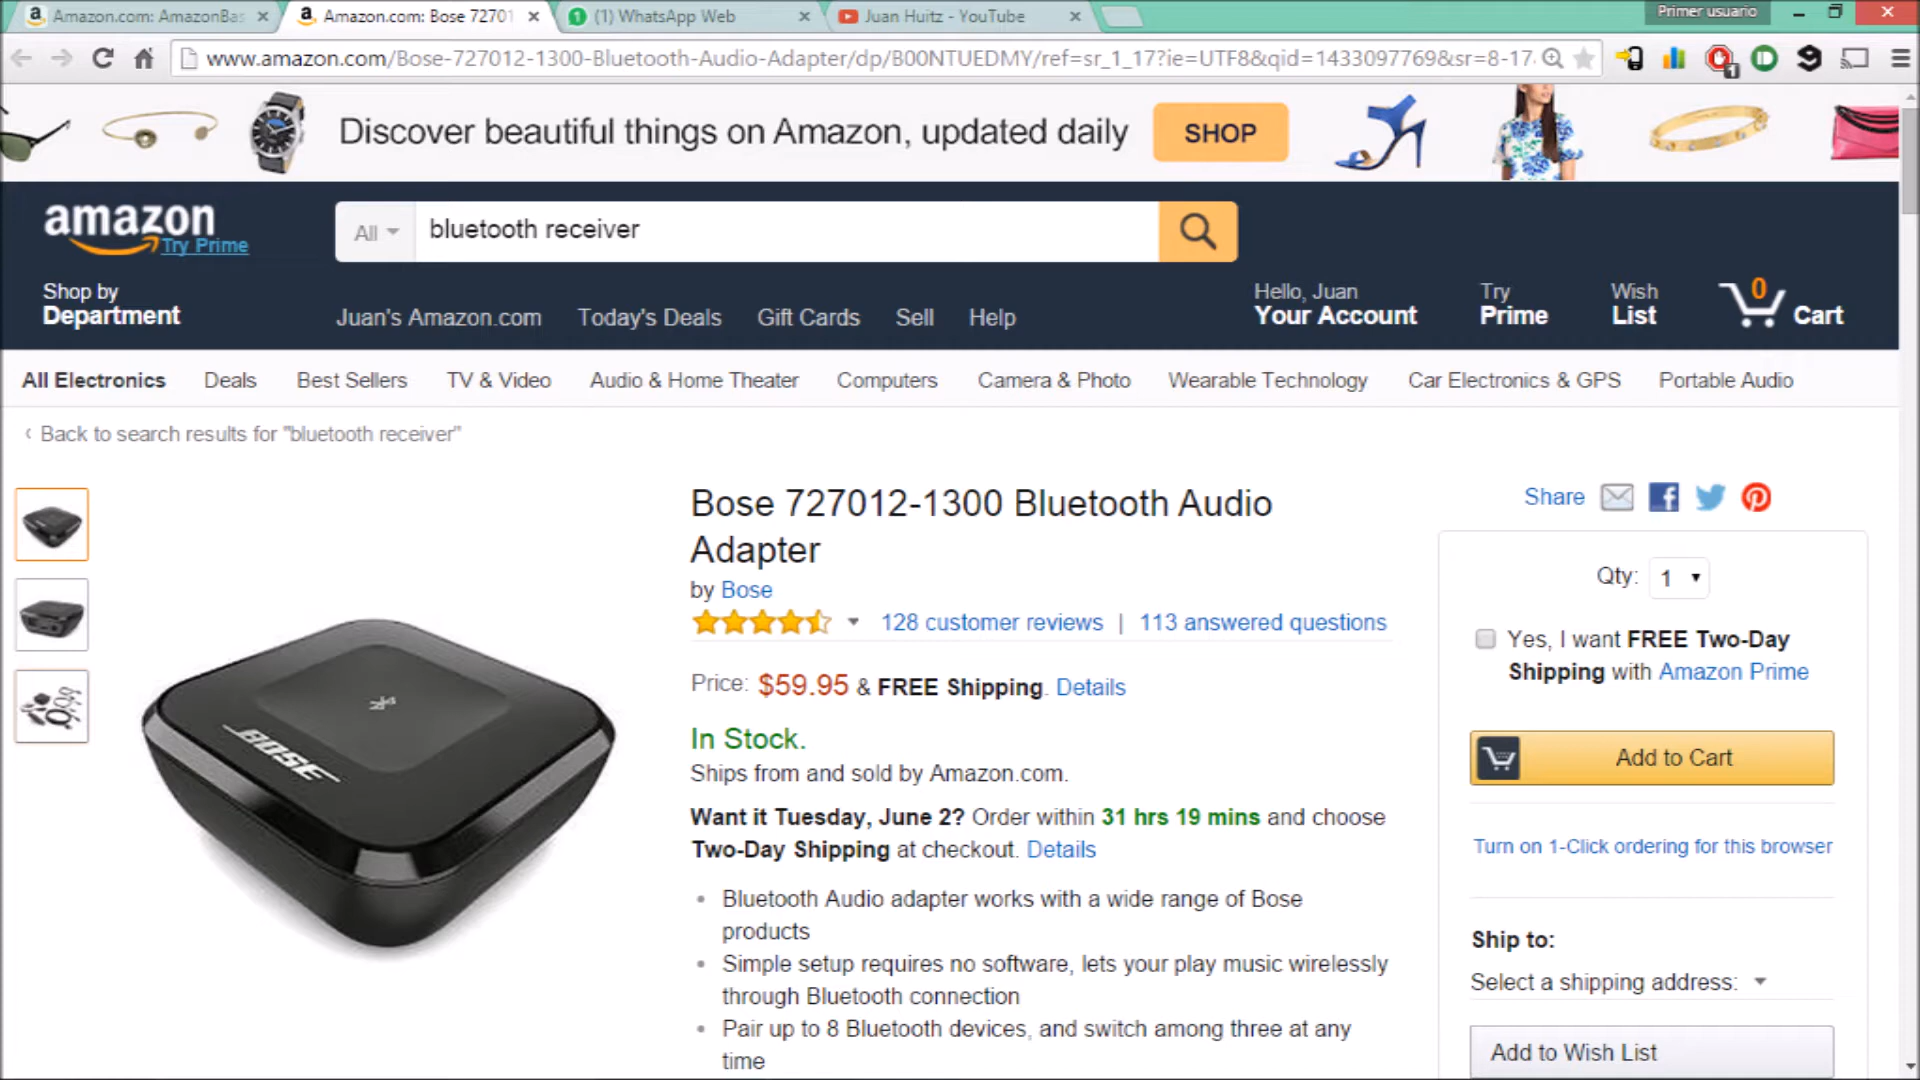 Amazon.com: AmazonBas
Amazon.com: Bose 72701
(1) WhatsApp Web
Juan Huitz - YouTube
Primer usuario
www.amazon.com/Bose-727012-1300-Bluetooth-Audio-Adapter/dp/B00NTUEDMY/ref=sr_1_17?ie=UTF8&qid=1433097769&sr=8-17.
1
Discover beautiful things on Amazon, updated daily
SHOP
amazon
Try Prime
All
bluetooth receiver
Shop by
Department
Juan's Amazon.com
Today's Deals
Gift Cards
Sell
Help
Hello, Juan
Your Account
Try
Prime
Wish
List
0
Cart
All Electronics
Deals
Best Sellers
TV & Video
Audio & Home Theater
Computers
Camera & Photo
Wearable Technology
Car Electronics & GPS
Portable Audio
‹ Back to search results for "bluetooth receiver"
BOSE
Bose 727012-1300 Bluetooth Audio
Adapter
by Bose
128 customer reviews | 113 answered questions
Price: $59.95 & FREE Shipping. Details
In Stock.
Ships from and sold by Amazon.com.
Want it Tuesday, June 2? Order within 31 hrs 19 mins and choose
Two-Day Shipping at checkout. Details
• Bluetooth Audio adapter works with a wide range of Bose
products
• Simple setup requires no software, lets your play music wirelessly
through Bluetooth connection
• Pair up to 8 Bluetooth devices, and switch among three at any
time
Share
Qty: 1
Yes, I want FREE Two-Day
Shipping with Amazon Prime
Add to Cart
Turn on 1-Click ordering for this browser
Ship to:
Select a shipping address:
Add to Wish List